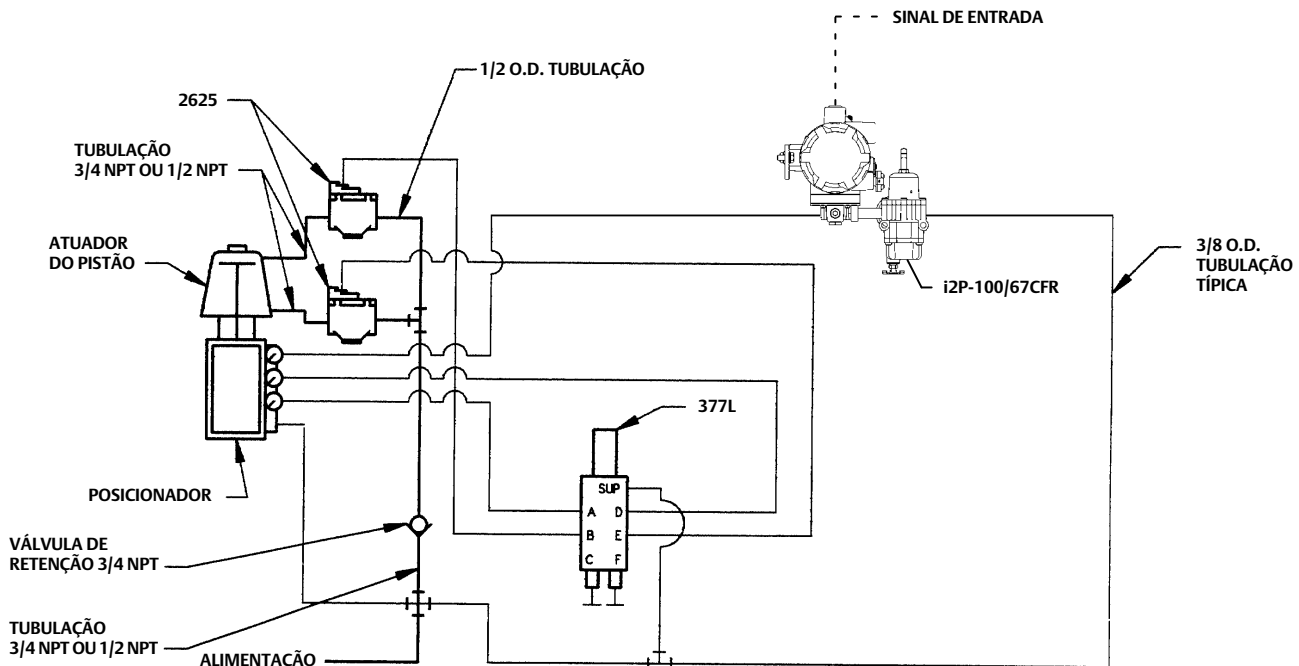 SINAL DE ENTRADA
1/2 O.D. TUBULAÇÃO
2625
TUBULAÇÃO
3/4 NPT OU 1/2 NPT
ATUADOR
DO PISTÃO
3/8 O.D.
TUBULAÇÃO
TÍPICA
i2P-100/67CFR
377L
SUP
A D
B E
C F
POSICIONADOR
VÁLVULA DE
RETENÇÃO 3/4 NPT
TUBULAÇÃO
3/4 NPT OU 1/2 NPT
ALIMENTAÇÃO